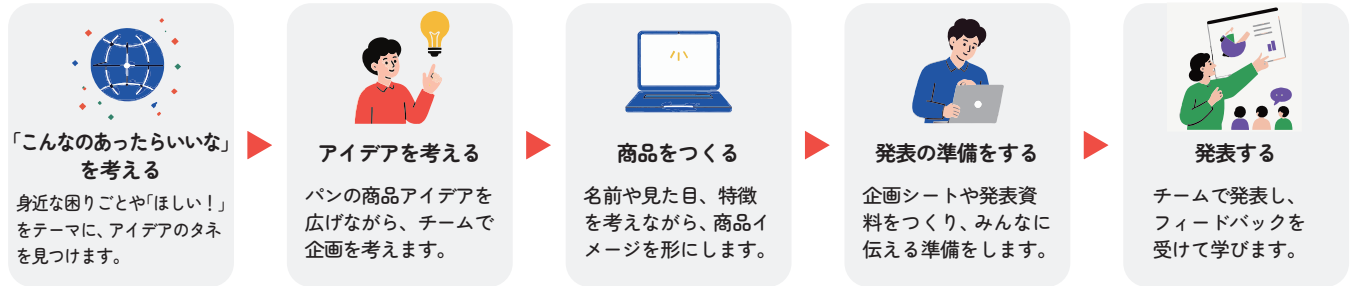 「こんなのあったらいいな」
を考える
身近な困りごとや「ほしい！」
をテーマに、アイデアのタネ
を見つけます。
アイデアを考える
パンの商品アイデアを
広げながら、チームで
企画を考えます。
商品をつくる
名前や見た目、特徴
を考えながら、商品イ
メージを形にします。
発表の準備をする
企画シートや発表資
料をつくり、みんなに
伝える準備をします。
発表する
チームで発表し、
フィードバックを
受けて学びます。